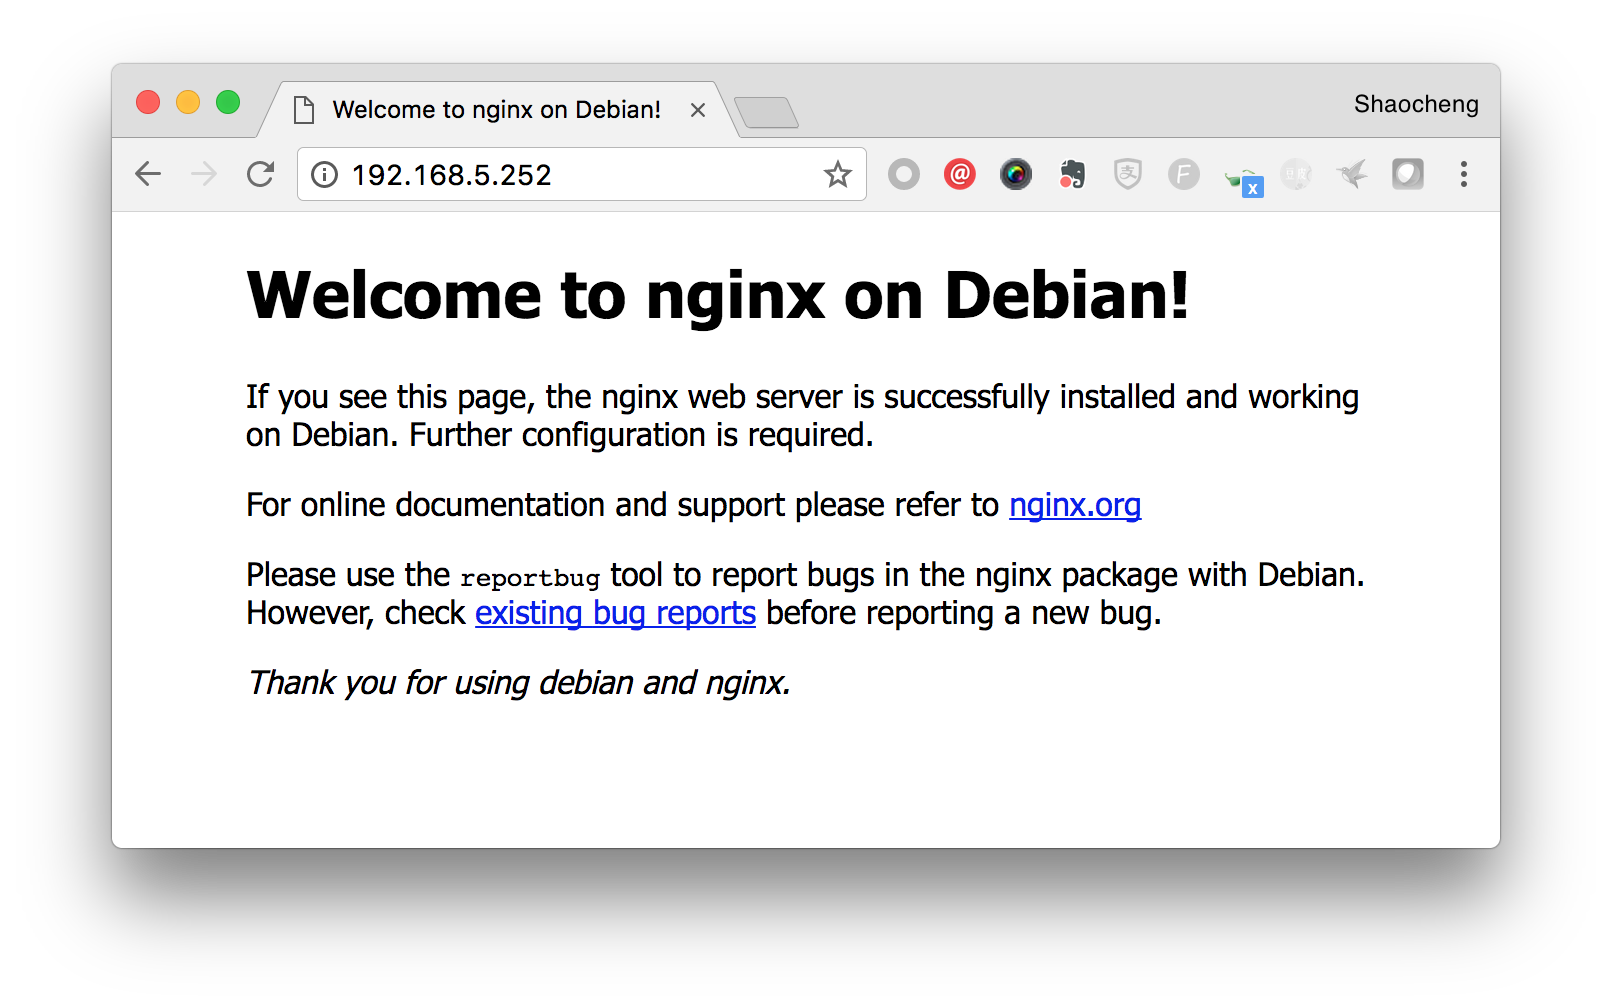 Welcome to nginx on Debian!
Shaocheng
192.168.5.252
@
支
F
x
豆皮
Welcome to nginx on Debian!
If you see this page, the nginx web server is successfully installed and working
on Debian. Further configuration is required.
For online documentation and support please refer to nginx.org
Please use the reportbug tool to report bugs in the nginx package with Debian.
However, check existing bug reports before reporting a new bug.
Thank you for using debian and nginx.